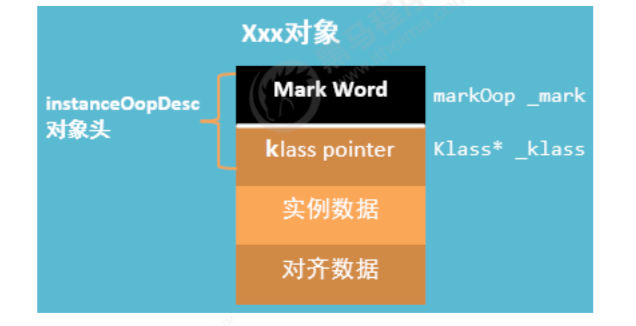 Xxx对象
instanceOopDesc
对象头
Mark Word
markOop _mark
klass pointer
Klass* _klass
实例数据
对齐数据